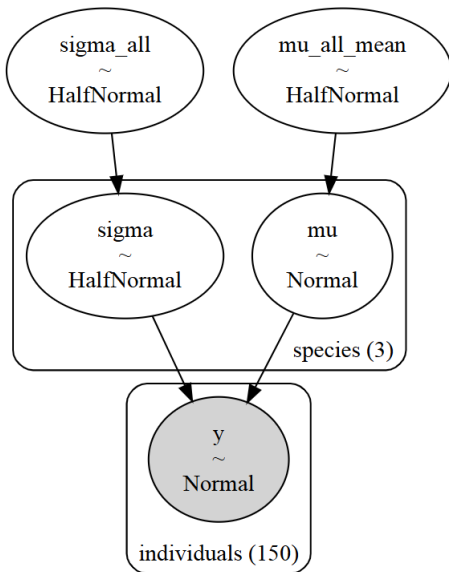 sigma_all
~
HalfNormal
mu_all_mean
~
HalfNormal
sigma
~
HalfNormal
mu
~
Normal
species (3)
y
~
Normal
individuals (150)